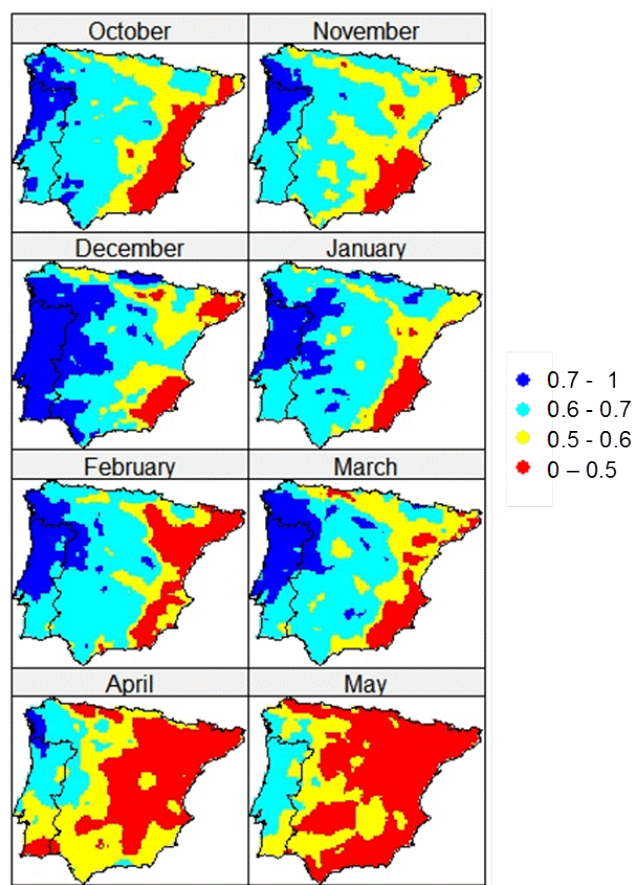 October
November
December
January
February
March
April
May
0.7 - 1
0.6 - 0.7
0.5 - 0.6
0 – 0.5